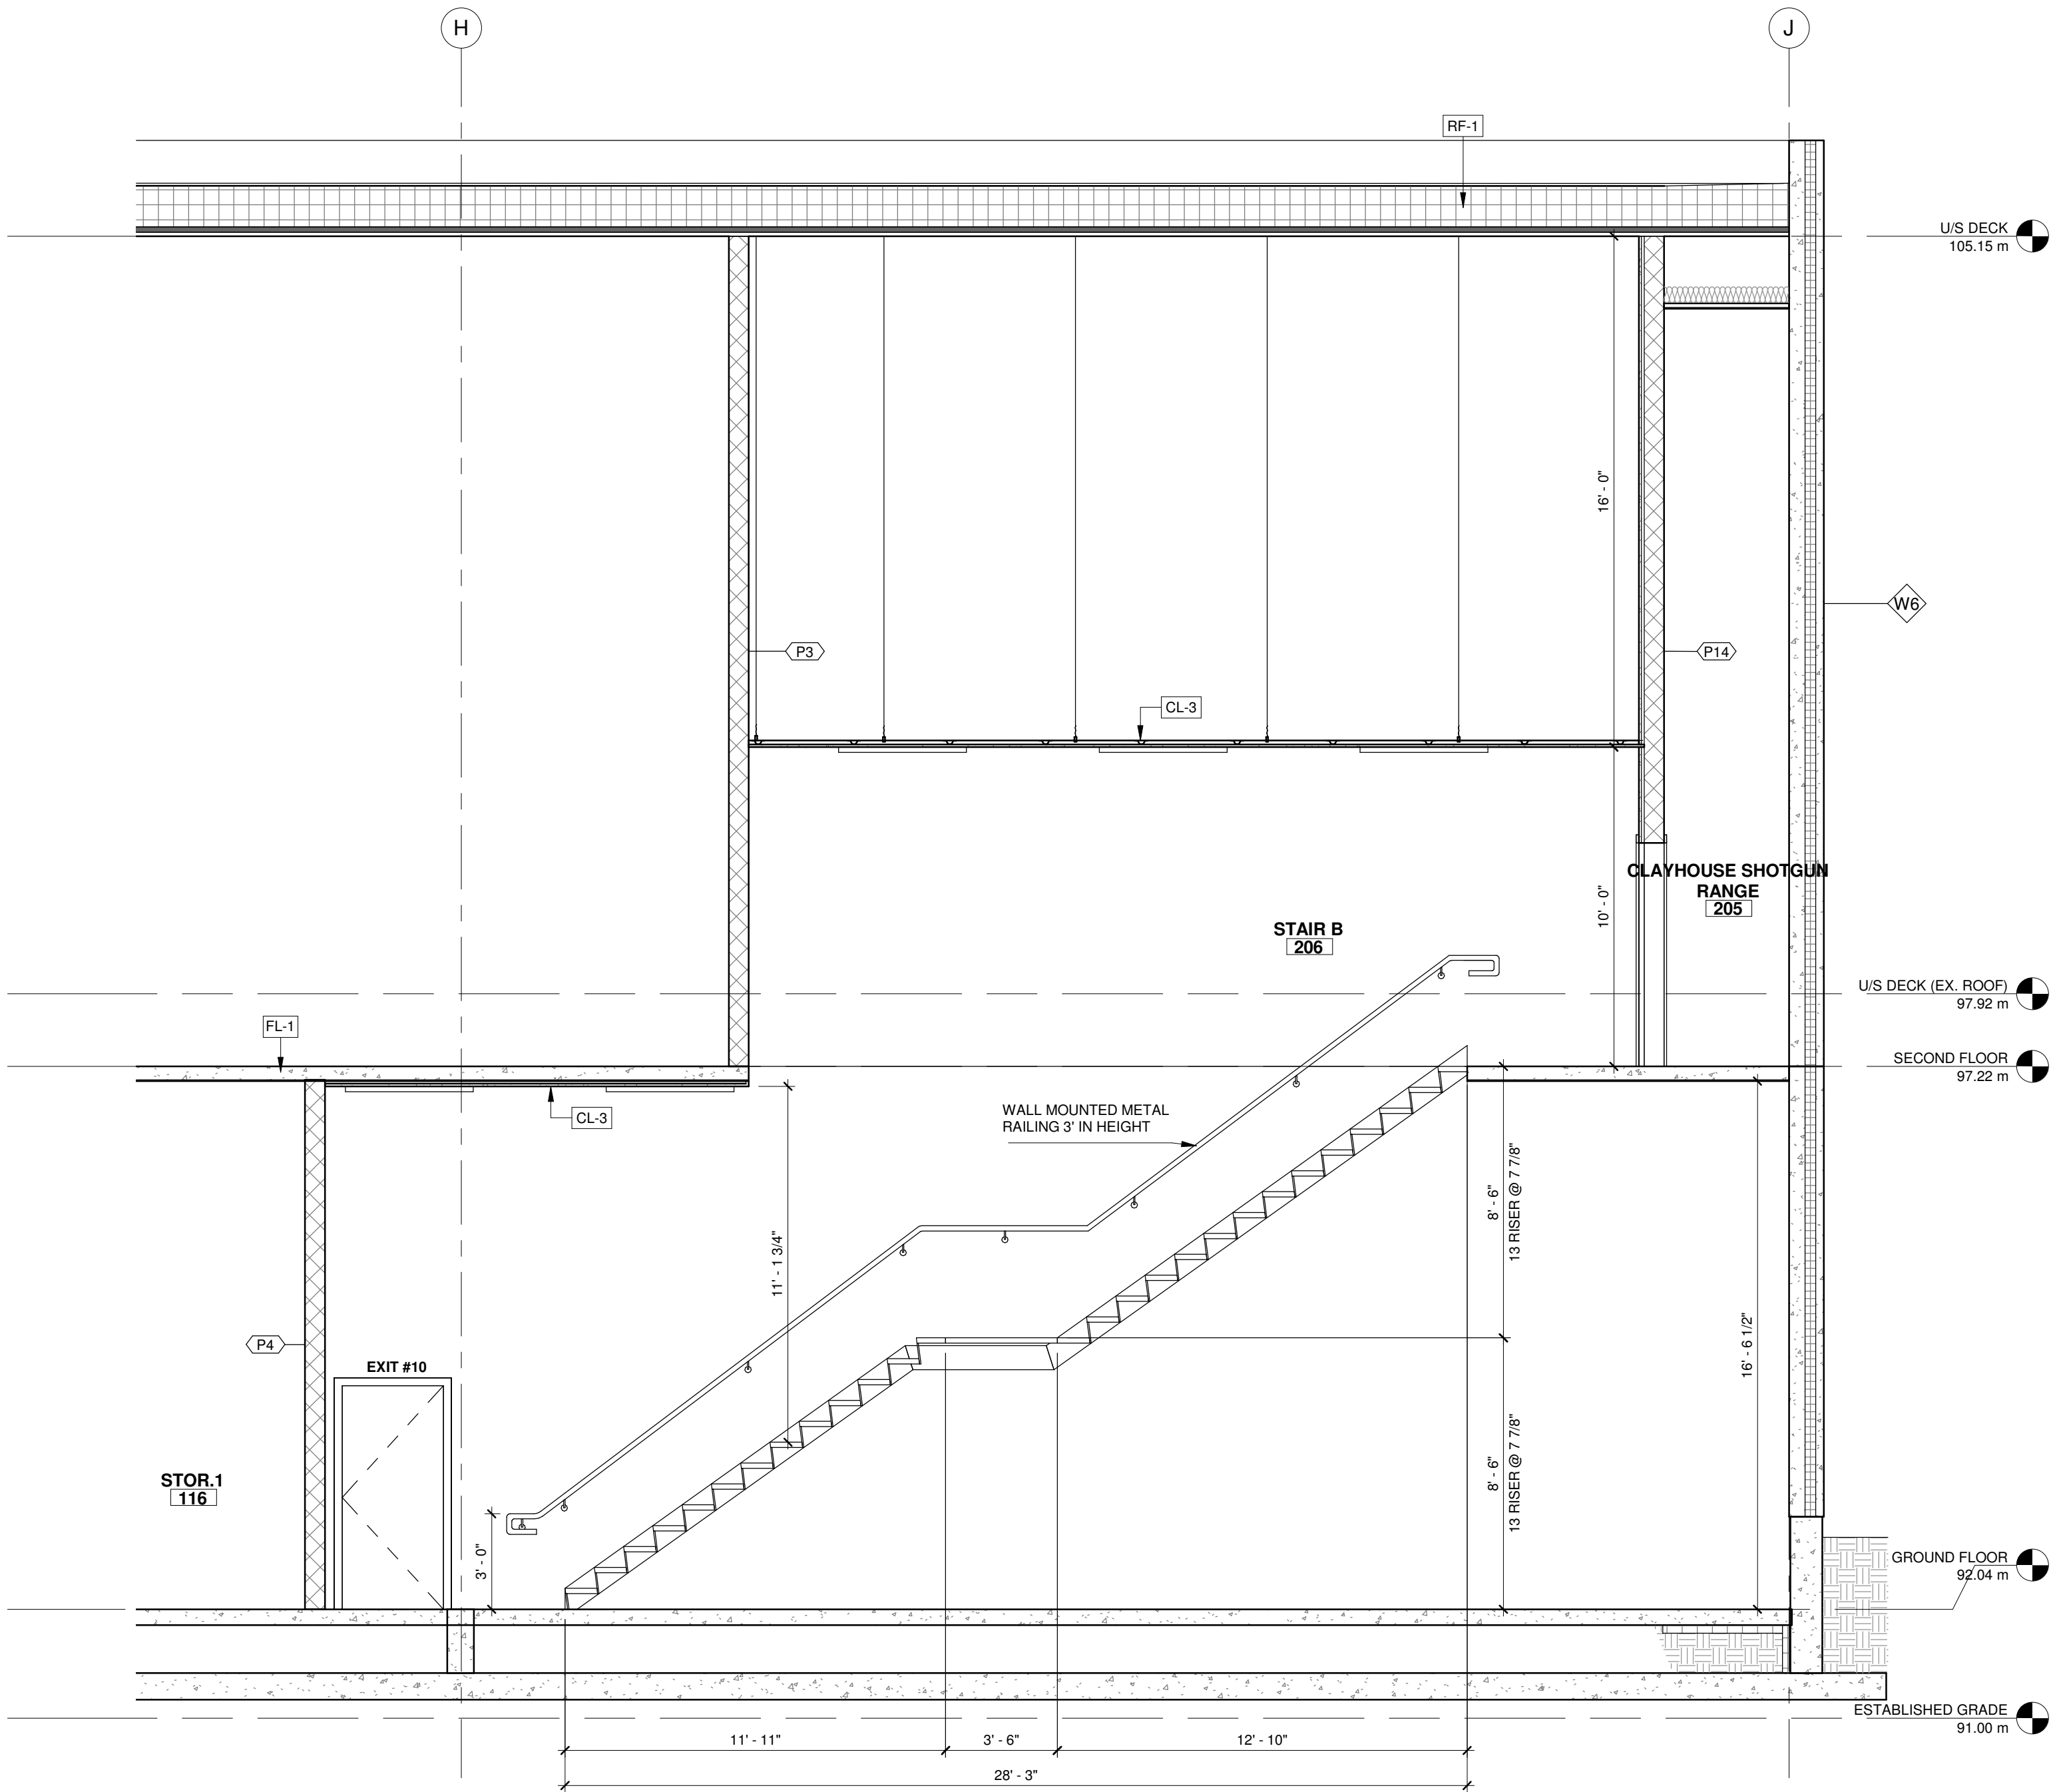 H
J
RF-1
U/S DECK
105.15 m
16' - 0"
W6
P3
P14
CL-3
CLAYHOUSE SHOTGUN
RANGE
205
10' - 0"
STAIR B
206
U/S DECK (EX. ROOF)
97.92 m
FL-1
SECOND FLOOR
97.22 m
CL-3
WALL MOUNTED METAL
RAILING 3' IN HEIGHT
8' - 6"
13 RISER @ 7 7/8"
11' - 1 3/4"
16' - 6 1/2"
P4
EXIT #10
8' - 6"
13 RISER @ 7 7/8"
STOR.1
116
3' - 0"
GROUND FLOOR
92.04 m
ESTABLISHED GRADE
91.00 m
11' - 11"
3' - 6"
12' - 10"
28' - 3"